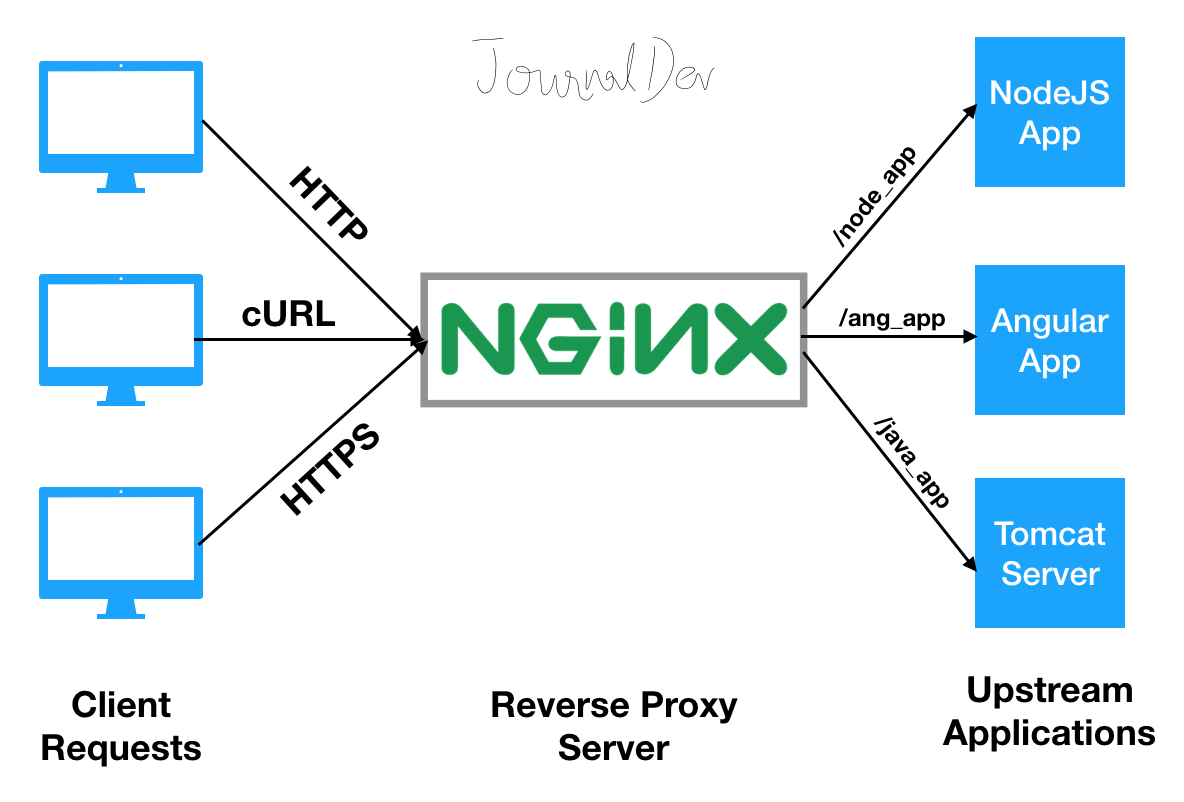 JournalDev
HTTP
cURL
HTTPS
NGINX
/node_app
/ang_app
/java_app
NodeJS
App
Angular
App
Tomcat
Server
Client
Requests
Reverse Proxy
Server
Upstream
Applications